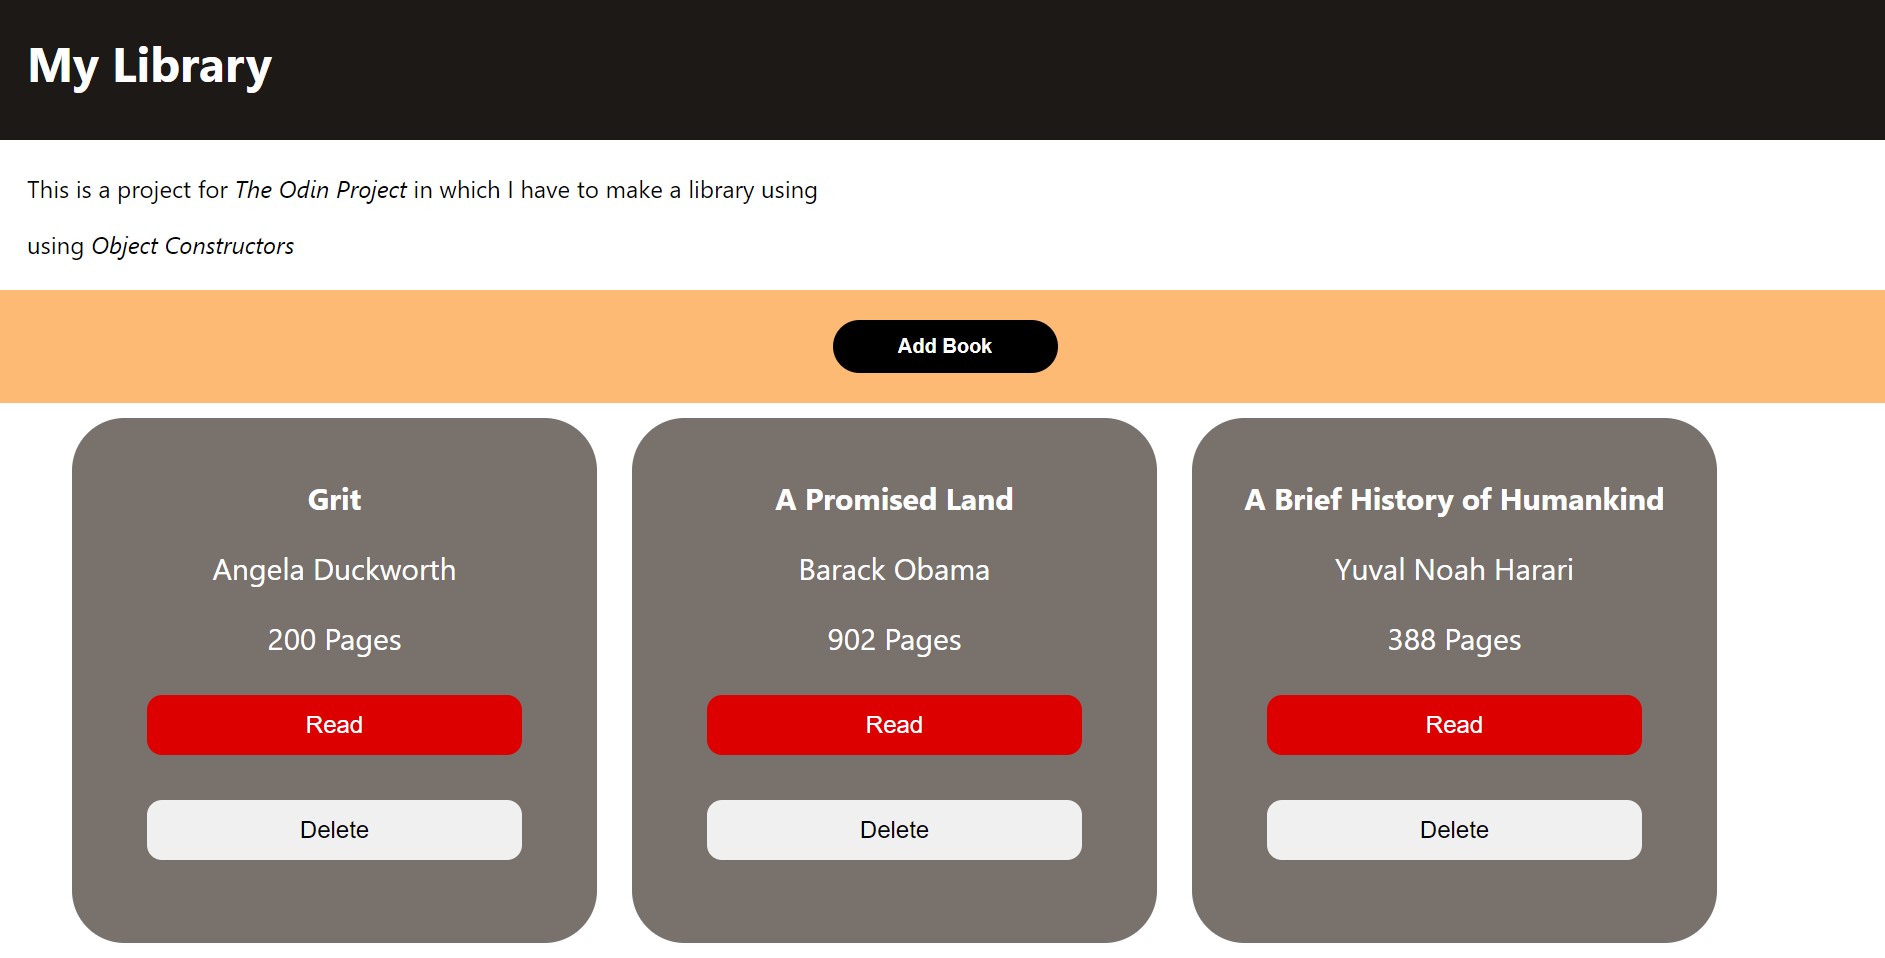 My Library
This is a project for The Odin Project in which I have to make a library using
using Object Constructors
Add Book
Grit
Angela Duckworth
200 Pages
Read
Delete
A Promised Land
Barack Obama
902 Pages
Read
Delete
A Brief History of Humankind
Yuval Noah Harari
388 Pages
Read
Delete